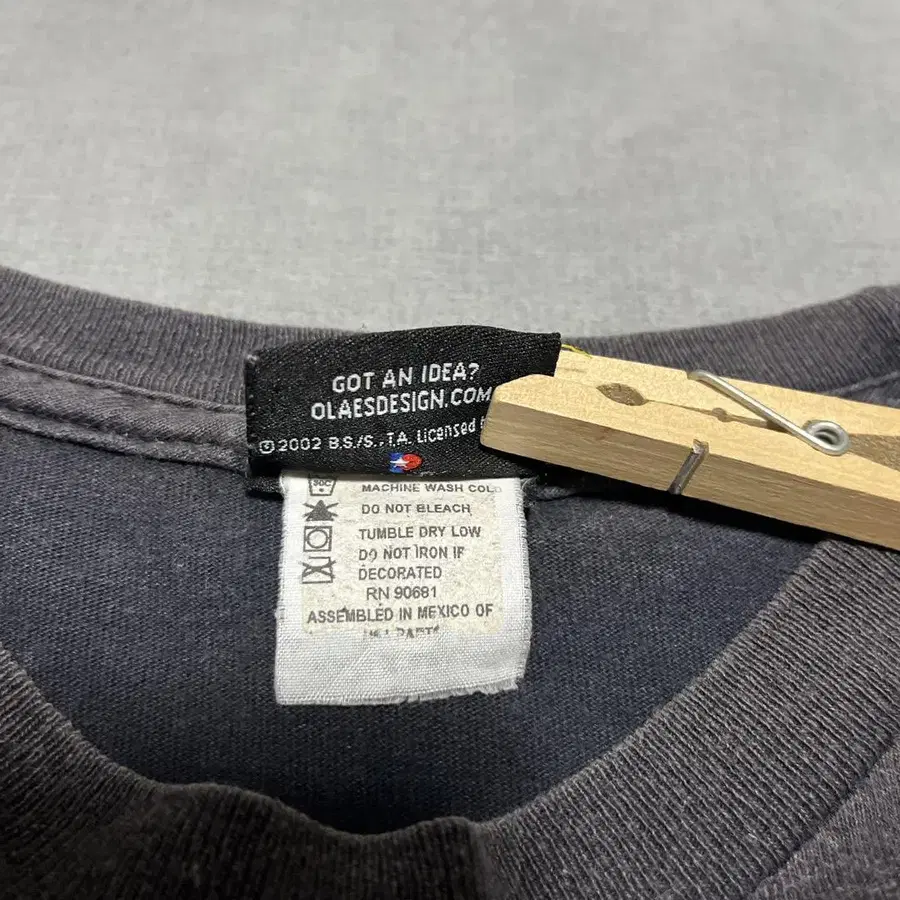 GOT AN IDEA?
OLAESDESIGN.COM
©2002 B.S./S..T.A. Licensed
30C
MACHINE WASH COLD
DO NOT BLEACH
TUMBLE DRY LOW
DO NOT IRON IF
DECORATED
RN 90681
ASSEMBLED IN MEXICO OF